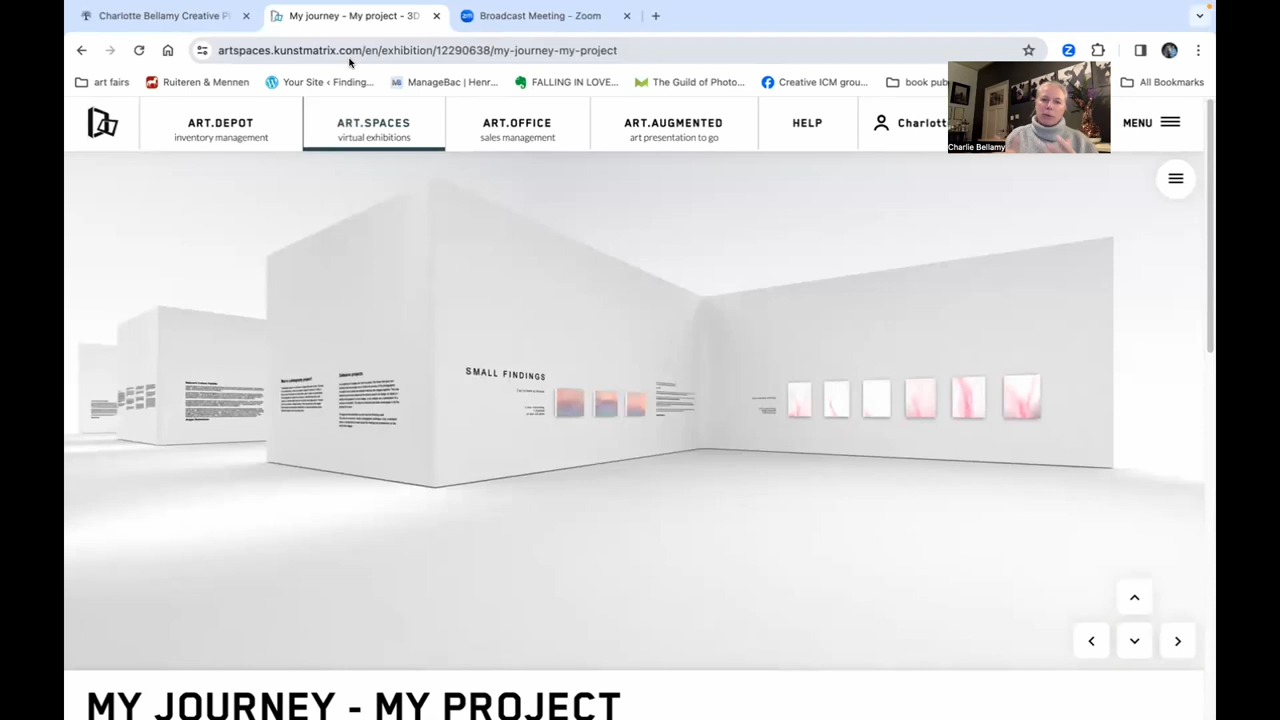 Charlotte Bellamy Creative P
My journey - My project - 3D
zm
Broadcast Meeting - Zoom
artspaces.kunstmatrix.com/en/exhibition/12290638/my-journey-my-project
art fairs
Ruiteren & Mennen
Your Site ‹ Finding...
ManageBac | Henr...
FALLING IN LOVE...
The Guild of Photo...
Creative ICM grou...
book pub
All Bookmarks
ART.DEPOT
inventory management
ART.SPACES
virtual exhibitions
ART.OFFICE
sales management
ART.AUGMENTED
art presentation to go
HELP
Charlott
MENU
Charlie Bellamy
SMALL FINDINGS
MY JOURNEY - MY PROJECT